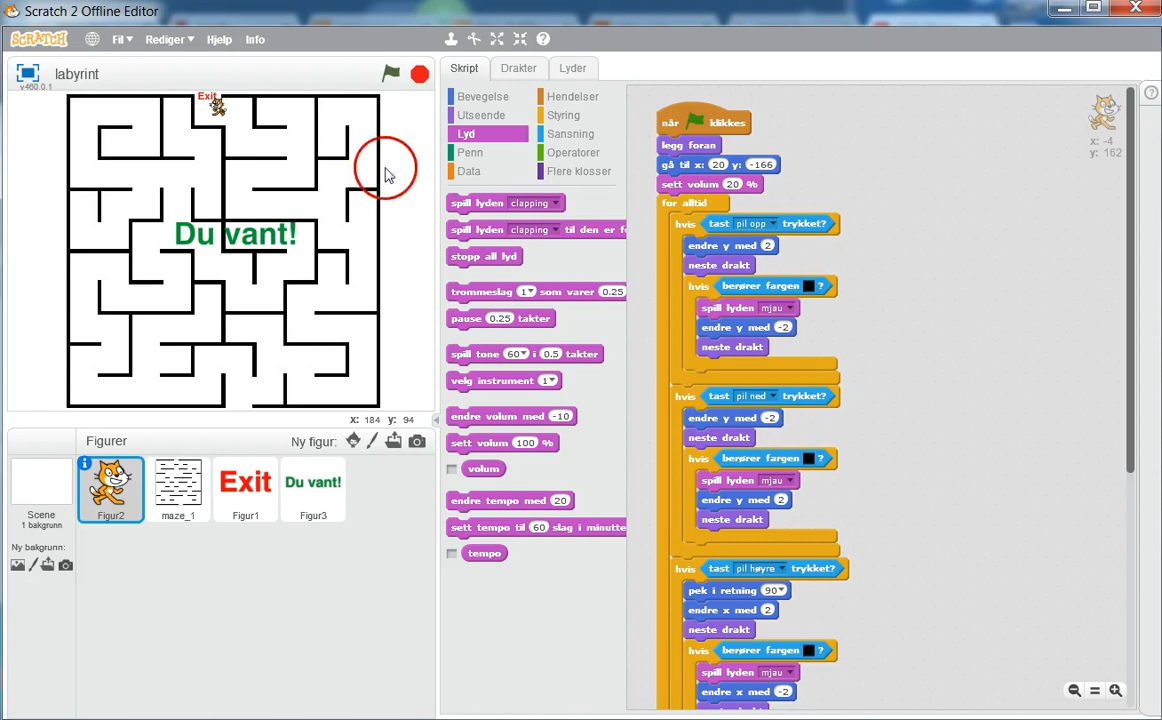 Scratch 2 Offline Editor
SCRATCH Fil Rediger Hjelp Info
labyrint
v460.0.1
Exit
Du vant!
x: 184 y: 94
Figurer Ny figur:
Figur2 maze_1
Exit
Figur1
Du vant!
Figur3
Scene
1 bakgrunn
Ny bakgrunn:
Skript Drakter Lyder
Bevegelse Hendelser
Utseende Styring
Lyd Sansning
Penn Operatorer
Data Flere klosser
spill lyden clapping
spill lyden clapping til den er f
stopp all lyd
trommeslag 1 som varer 0.25
pause 0.25 takter
spill tone 60 i 0.5 takter
velg instrument 1
endre volum med -10
sett volum 100 %
volum
endre tempo med 20
sett tempo til 60 slag i minutte
tempo
når klikkes
legg foran
gå til x: 20 y: -166
sett volum 20 %
for alltid
hvis tast pil opp trykket?
endre y med 2
neste drakt
hvis berører fargen ?
spill lyden mjau
endre y med -2
neste drakt
hvis tast pil ned trykket?
endre y med -2
neste drakt
hvis berører fargen ?
spill lyden mjau
endre y med 2
neste drakt
hvis tast pil høyre trykket?
pek i retning 90
endre x med 2
neste drakt
hvis berører fargen ?
spill lyden mjau
endre x med -2
x: -4
y: 162